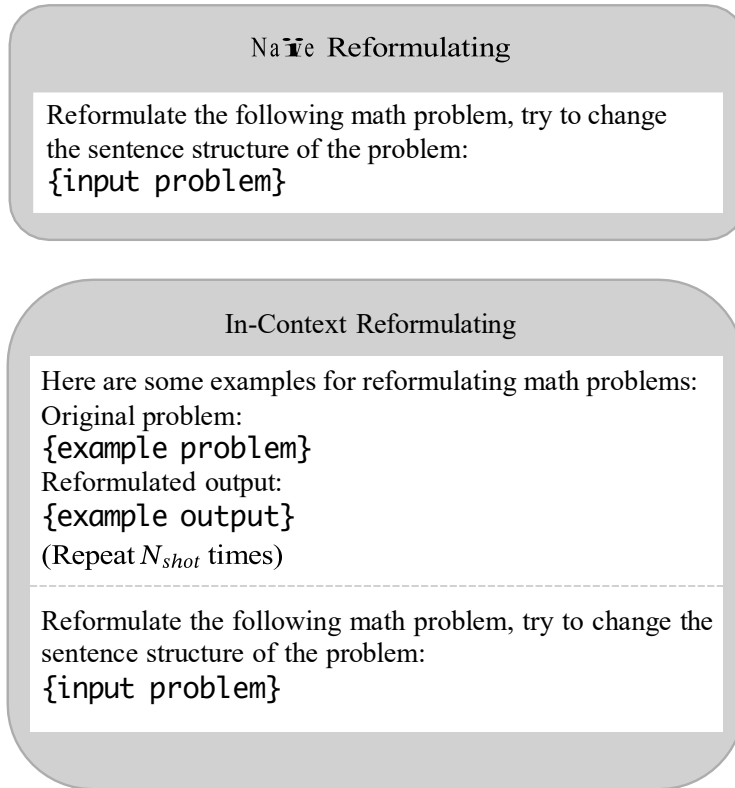 Naïve Reformulating
Reformulate the following math problem, try to change
the sentence structure of the problem:
{input problem}
In-Context Reformulating
Here are some examples for reformulating math problems:
Original problem:
{example problem}
Reformulated output:
{example output}
(Repeat N_shot times)
Reformulate the following math problem, try to change the
sentence structure of the problem:
{input problem}